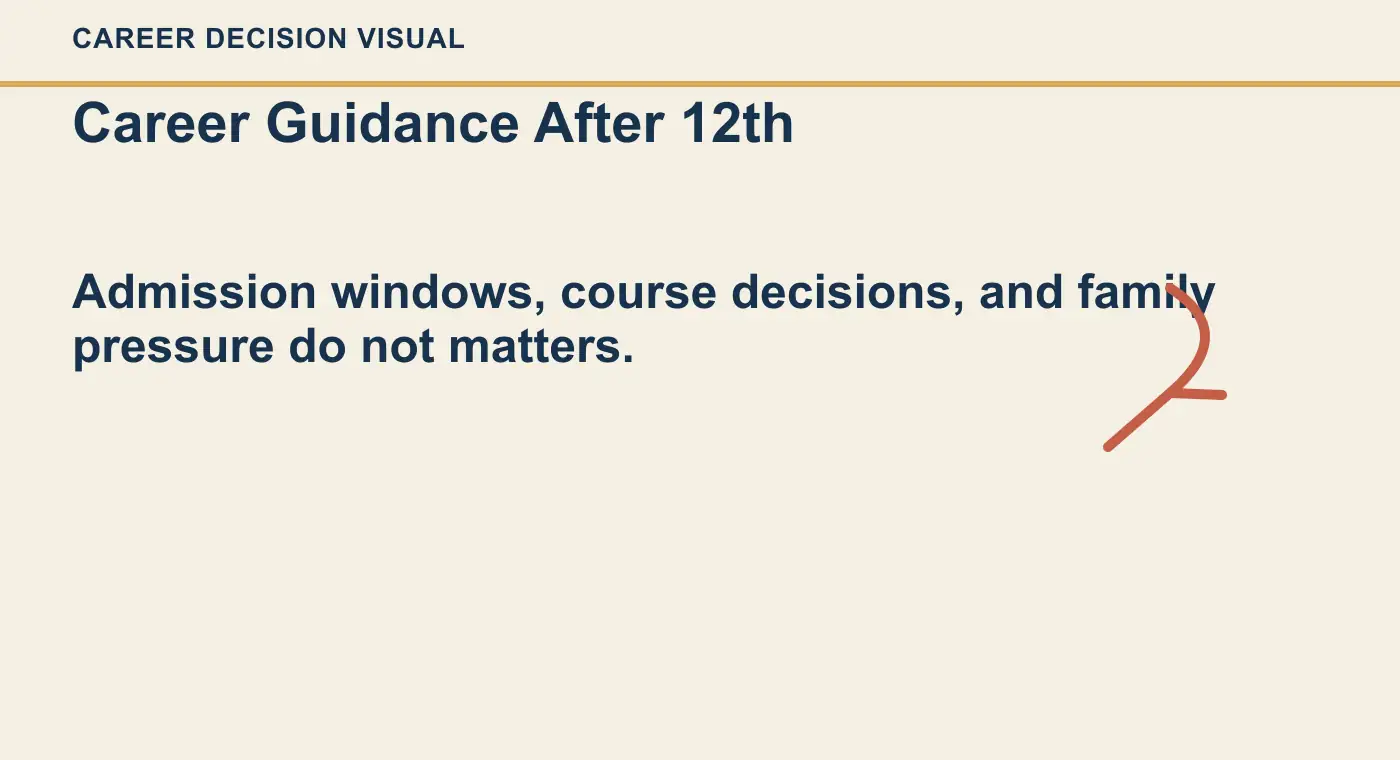 CAREER DECISION VISUAL
Career Guidance After 12th
Admission windows, course decisions, and family
pressure do not matters.